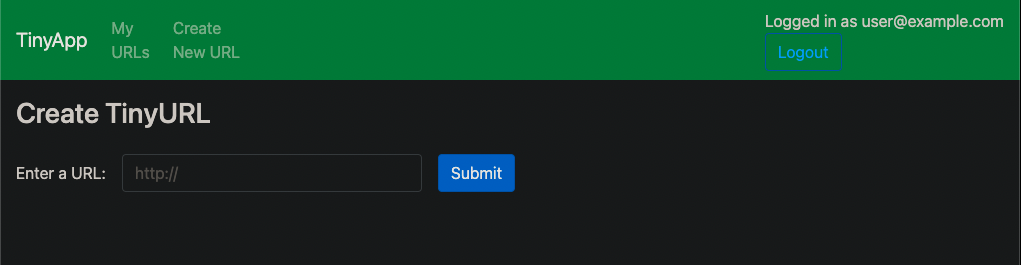 TinyApp
My
URLs
Create
New URL
Logged in as user@example.com
Logout
Create TinyURL
Enter a URL: http:// Submit